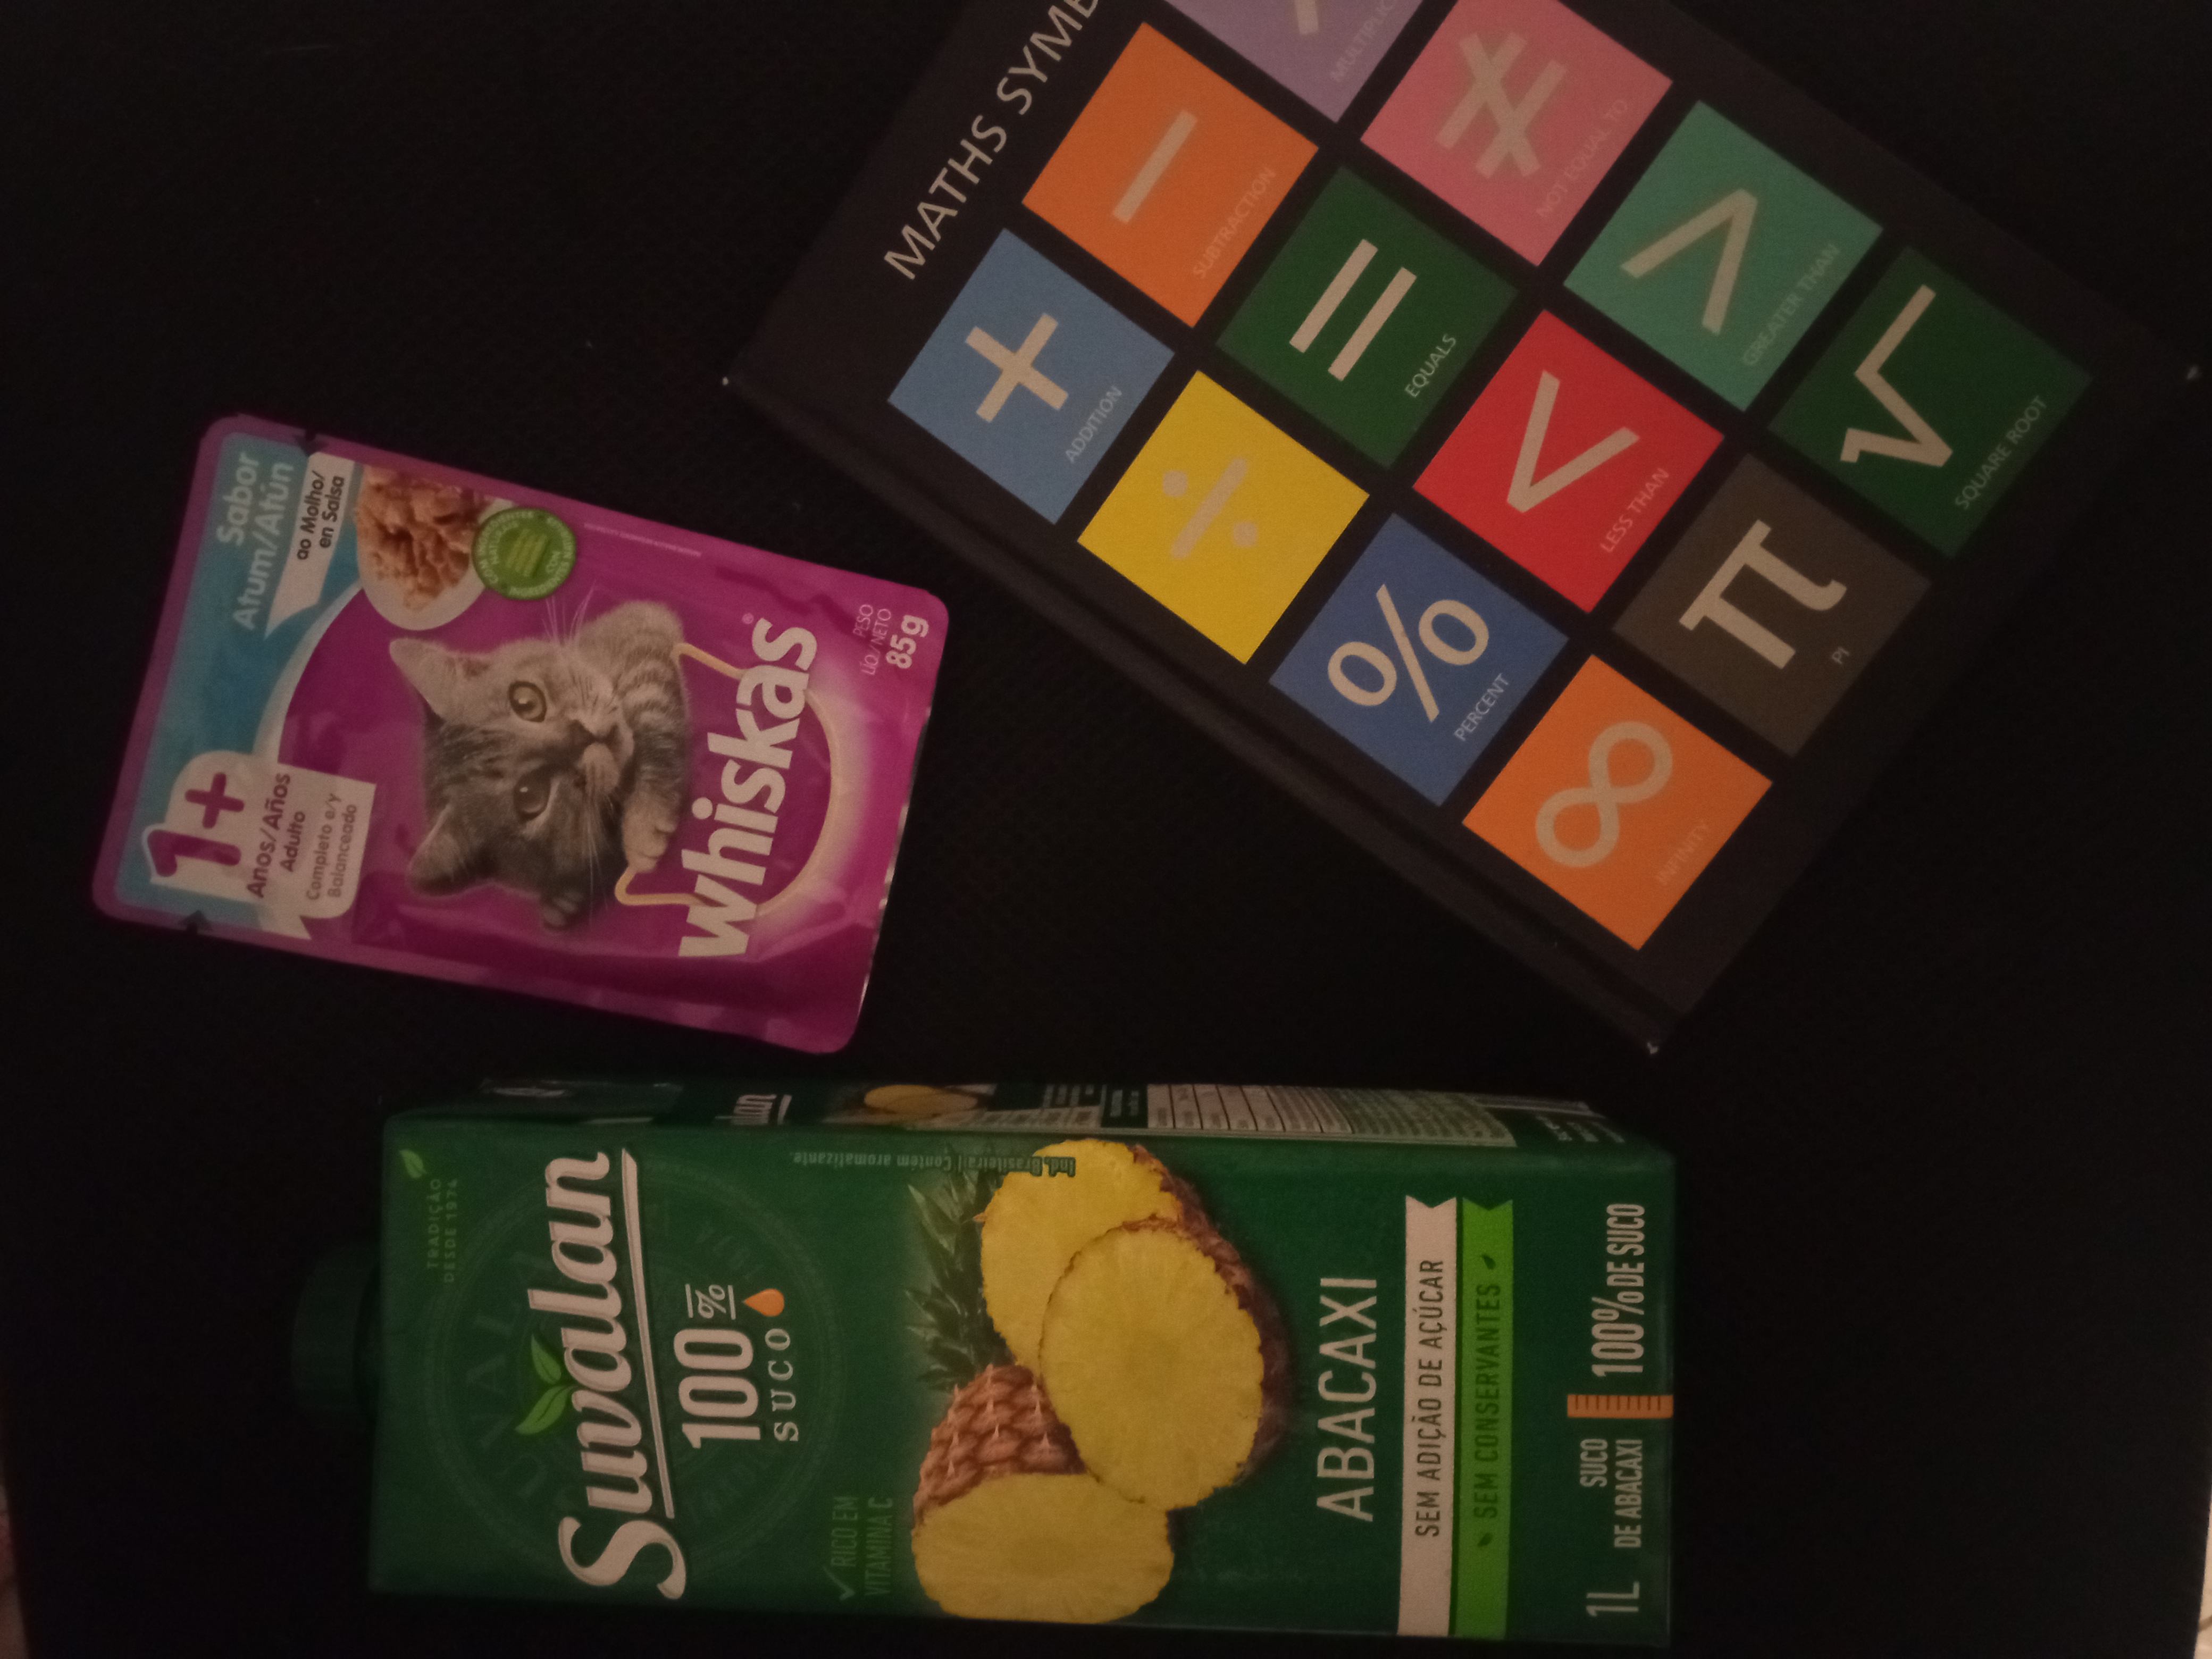 Sabor
Atum/Atún
ao Molho/
en Salsa
1+
Anos/Años
Adulto
Completo e/y
Balanceado
whiskas®
PESO
LÍQ./NETO
85g
MATHS SYMB
+
ADDITION
−
SUBTRACTION
MULTIPLIC
÷
=
EQUALS
≠
NOT EQUAL TO
%
PERCENT
<
LESS THAN
>
GREATER THAN
∞
INFINITY
π
PI
√
SQUARE ROOT
TRADIÇÃO
DESDE 1974
Suvalan
100%
SUCO
Ind. Brasileira| Contém aromatizante.
✓ RICO EM
VITAMINA C
ABACAXI
SEM ADIÇÃO DE AÇÚCAR
SEM CONSERVANTES
1L
SUCO
DE ABACAXI
100% DE SUCO